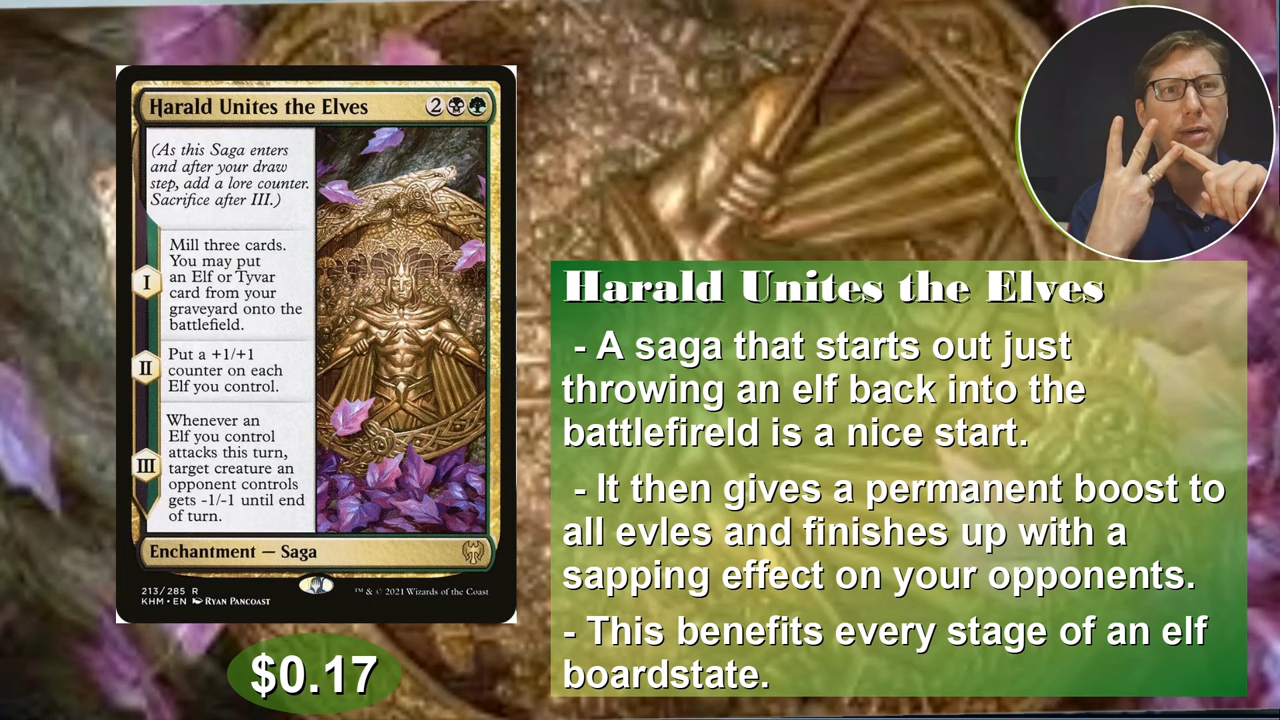 Harald Unites the Elves 2
(As this Saga enters
and after your draw
step, add a lore counter.
Sacrifice after III.)
I
Mill three cards.
You may put
an Elf or Tyvar
card from your
graveyard onto the
battlefield.
II
Put a +1/+1
counter on each
Elf you control.
III
Whenever an
Elf you control
attacks this turn,
target creature an
opponent controls
gets -1/-1 until end
of turn.
Enchantment — Saga
213/285 R
KHM • EN Ryan Pancoast
™ & © 2021 Wizards of the Coast
$0.17
Harald Unites the Elves
- A saga that starts out just
throwing an elf back into the
battlefireld is a nice start.
- It then gives a permanent boost to
all evles and finishes up with a
sapping effect on your opponents.
- This benefits every stage of an elf
boardstate.